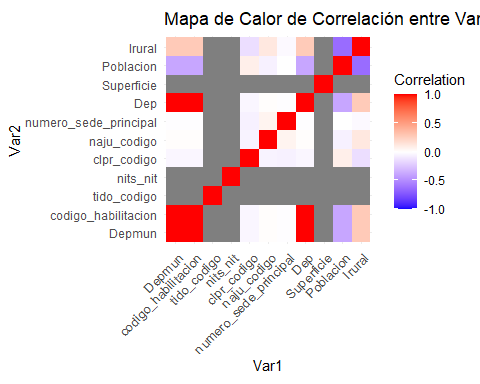 Mapa de Calor de Correlación entre Var
Irural
Poblacion
Superficie
Dep
numero_sede_principal
naju_codigo
clpr_codigo
nits_nit
tido_codigo
codigo_habilitacion
Depmun
Var2
Correlation
1.0
0.5
0.0
-0.5
-1.0
Depmun
codigo_habilitacion
tido_codigo
nits_nit
clpr_codigo
naju_codigo
numero_sede_principal
Dep
Superficie
Poblacion
Irural
Var1